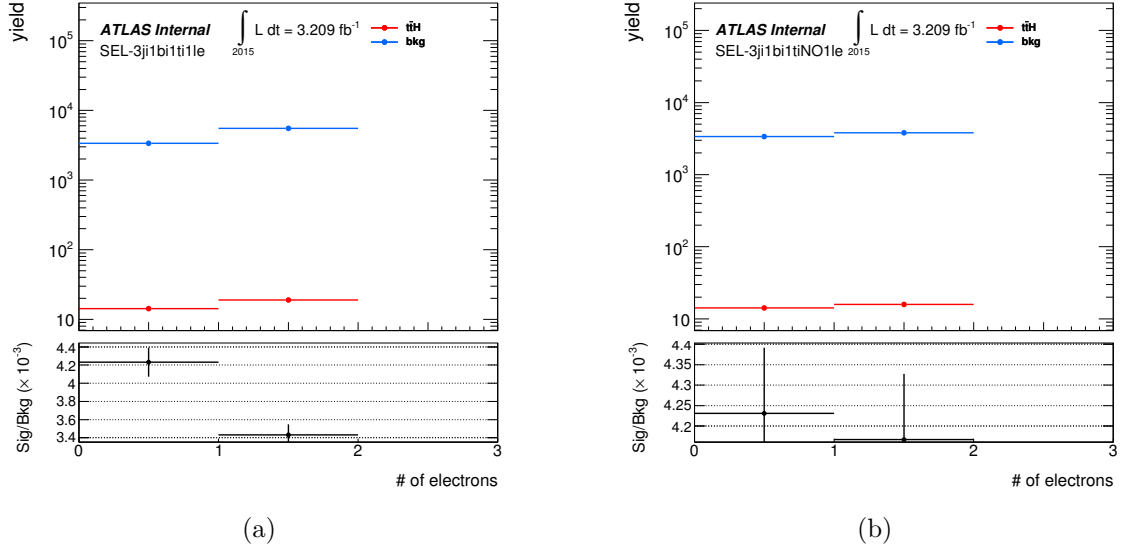 yield
ATLAS Internal ∫ L dt = 3.209 fb⁻¹
2015
SEL-3ji1bi1ti1le
tt̄H
bkg
10⁵
10⁴
10³
10²
10
Sig/Bkg (× 10⁻³)
4.4
4.2
4
3.8
3.6
3.4
0 1 2 3
# of electrons
(a)
yield
ATLAS Internal ∫ L dt = 3.209 fb⁻¹
2015
SEL-3ji1bi1tiNO1le
tt̄H
bkg
10⁵
10⁴
10³
10²
10
Sig/Bkg (× 10⁻³)
4.4
4.35
4.3
4.25
4.2
0 1 2 3
# of electrons
(b)